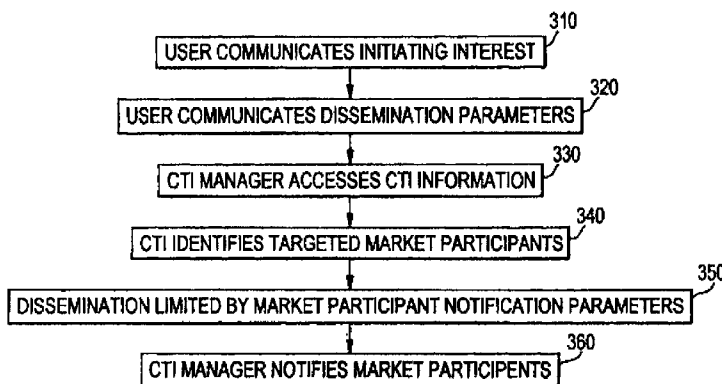 310
USER COMMUNICATES INITIATING INTEREST
320
USER COMMUNICATES DISSEMINATION PARAMETERS
330
CTI MANAGER ACCESSES CTI INFORMATION
340
CTI IDENTIFIES TARGETED MARKET PARTICIPANTS
350
DISSEMINATION LIMITED BY MARKET PARTICIPANT NOTIFICATION PARAMETERS
360
CTI MANAGER NOTIFIES MARKET PARTICIPENTS